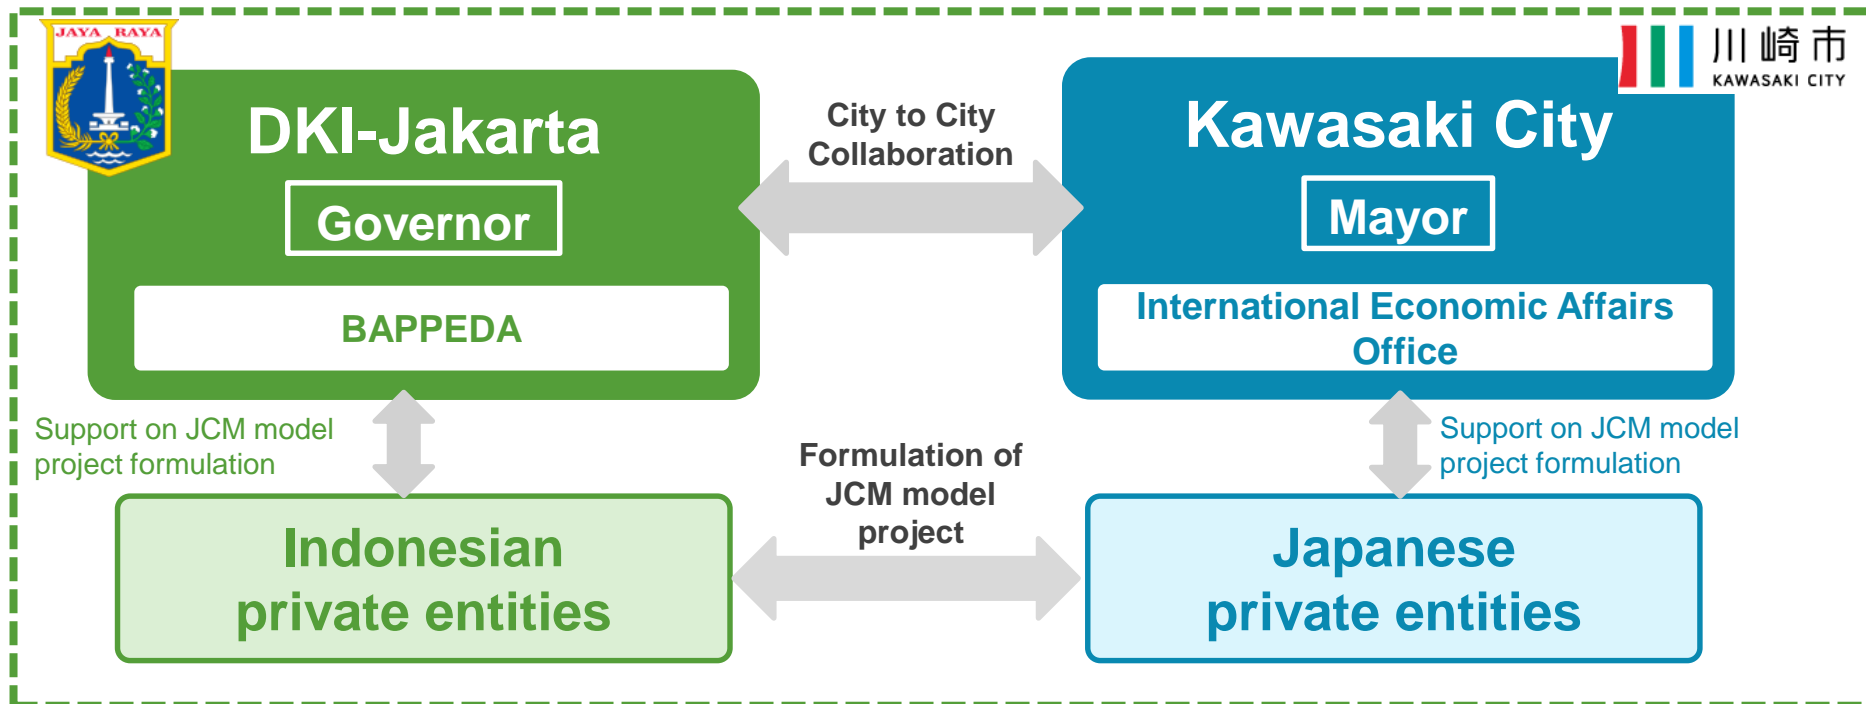 JAYA RAYA
川崎市
KAWASAKI CITY
DKI-Jakarta
Governor
BAPPEDA
City to City
Collaboration
Kawasaki City
Mayor
International Economic Affairs
Office
Support on JCM model
project formulation
Formulation of
JCM model
project
Support on JCM model
project formulation
Indonesian
private entities
Japanese
private entities